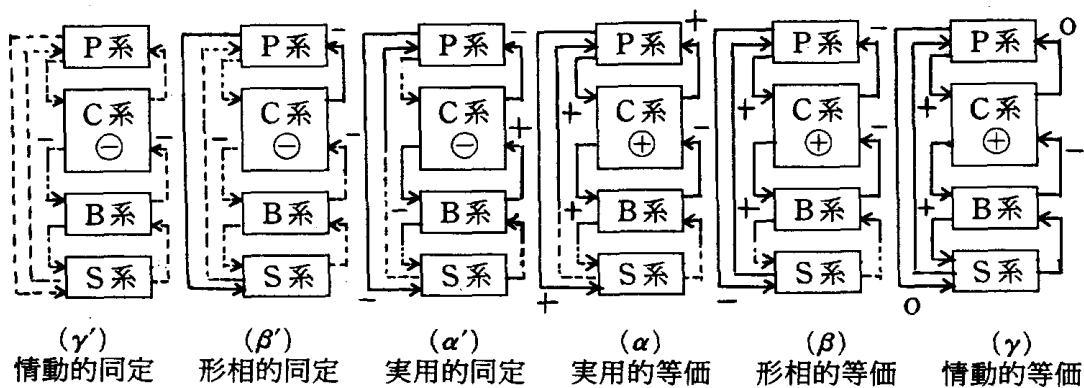 P系 P系 P系 P系 P系 P系
C系 C系 C系 C系 C系 C系
⊖ ⊖ ⊖ ⊕ ⊕ ⊕
B系 B系 B系 B系 B系 B系
S系 S系 S系 S系 S系 S系
(γ′) (β′) (α′) (α) (β) (γ)
情動的同定 形相的同定 実用的同定 実用的等価 形相的等価 情動的等価